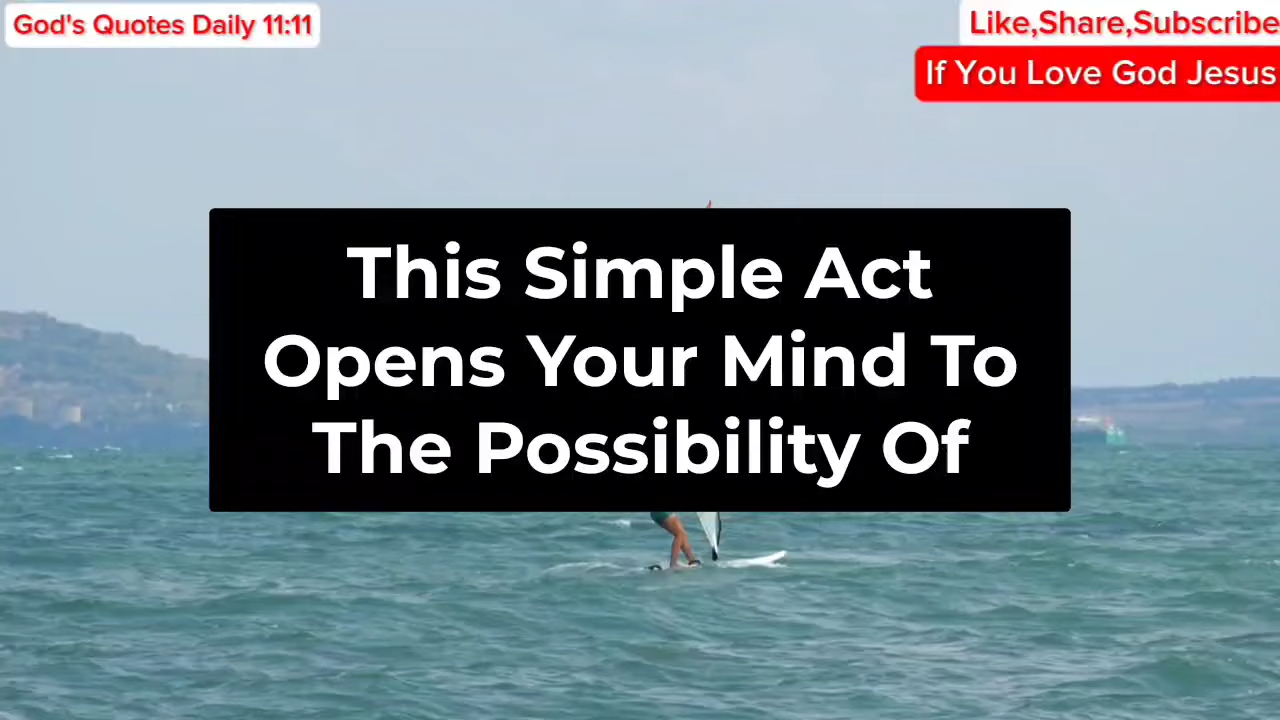 God's Quotes Daily 11:11
Like,Share,Subscribe
If You Love God Jesus
This Simple Act
Opens Your Mind To
The Possibility Of